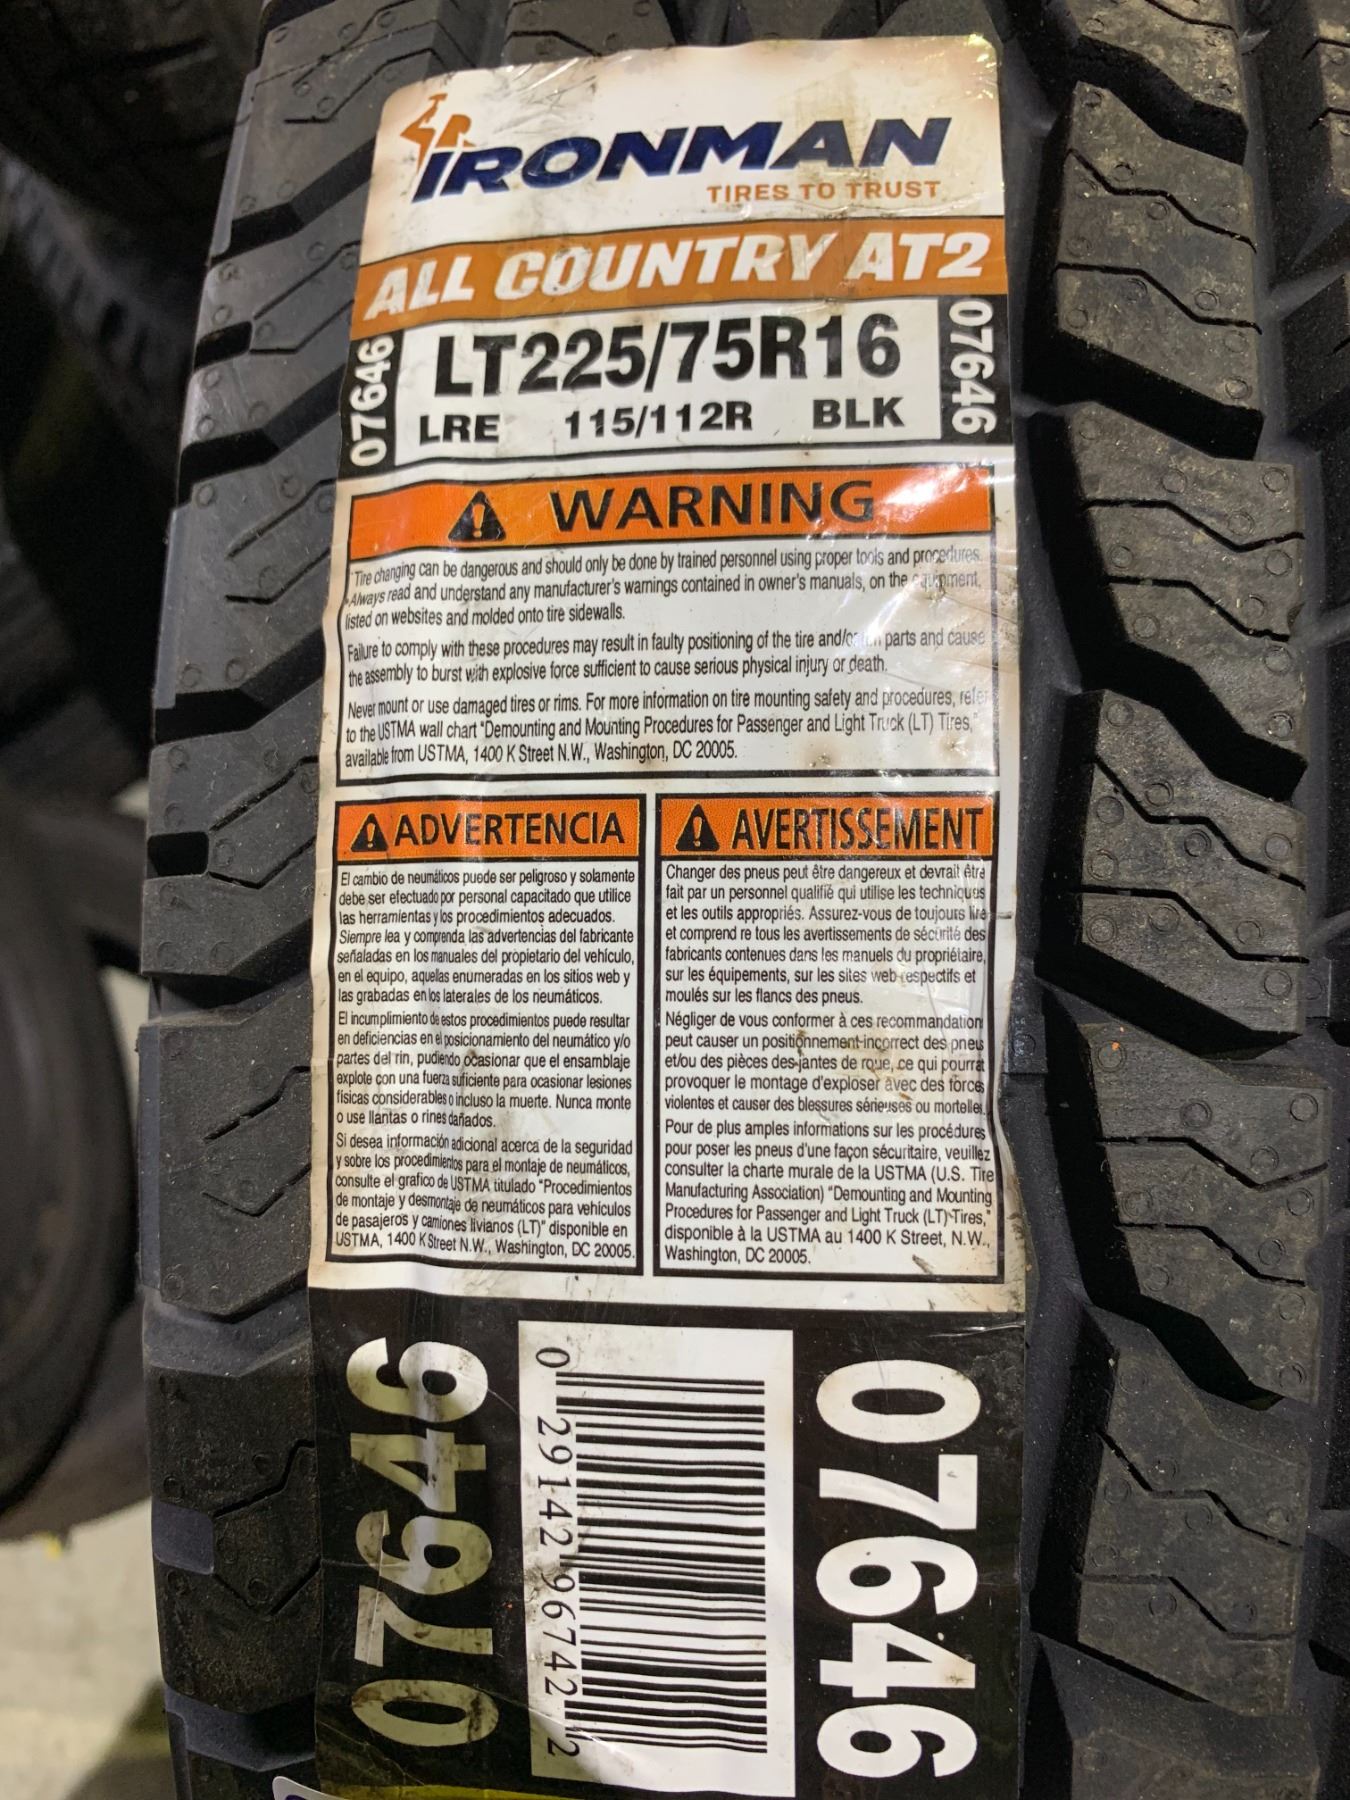 IRONMAN
TIRES TO TRUST
ALL COUNTRY AT2
07646
LT225/75R16
07646
LRE 115/112R BLK
WARNING
Tire changing can be dangerous and should only be done by trained personnel using proper tools and procedures.
Always read and understand any manufacturer's warnings contained in owner's manuals, on the equipment,
listed on websites and molded onto tire sidewalls.
Failure to comply with these procedures may result in faulty positioning of the tire and/or parts and cause
the assembly to burst with explosive force sufficient to cause serious physical injury or death.
Never mount or use damaged tires or rims. For more information on tire mounting safety and procedures, refer
to the USTMA wall chart "Demounting and Mounting Procedures for Passenger and Light Truck (LT) Tires,"
available from USTMA, 1400 K Street N.W., Washington, DC 20005.
ADVERTENCIA
El cambio de neumáticos puede ser peligroso y solamente
debe ser efectuado por personal capacitado que utilice
las herramientas y los procedimientos adecuados.
Siempre lea y comprenda las advertencias del fabricante
señaladas en los manuales del propietario del vehículo,
en el equipo, aquellas enumeradas en los sitios web y
las grabadas en los laterales de los neumáticos.
El incumplimiento de estos procedimientos puede resultar
en deficiencias en el posicionamiento del neumático y/o
partes del rin, pudiendo ocasionar que el ensamblaje
explote con una fuerza suficiente para ocasionar lesiones
físicas considerables o incluso la muerte. Nunca monte
o use llantas o rines dañados.
Si desea información adicional acerca de la seguridad
y sobre los procedimientos para el montaje de neumáticos,
consulte el grafico de USTMA titulado "Procedimientos
de montaje y desmontaje de neumáticos para vehículos
de pasajeros y camiones livianos (LT)" disponible en
USTMA, 1400 K Street N.W., Washington, DC 20005.
AVERTISSEMENT
Changer des pneus peut être dangereux et devrait être
fait par un personnel qualifié qui utilise les techniques
et les outils appropriés. Assurez-vous de toujours lire
et comprend re tous les avertissements de sécurité des
fabricants contenues dans les manuels du propriétaire,
sur les équipements, sur les sites web respectifs et
moulés sur les flancs des pneus.
Négliger de vous conformer à ces recommandation
peut causer un positionnement incorrect des pneus
et/ou des pièces des jantes de roue, ce qui pourrat
provoquer le montage d'exploser avec des forces
violentes et causer des blessures sérieuses ou mortelles.
Pour de plus amples informations sur les procédures
pour poser les pneus d'une façon sécuritaire, veuillez
consulter la charte murale de la USTMA (U.S. Tire
Manufacturing Association) "Demounting and Mounting
Procedures for Passenger and Light Truck (LT) Tires,"
disponible à la USTMA au 1400 K Street, N.W.,
Washington, DC 20005.
07646
0 29142 96742 2
07646